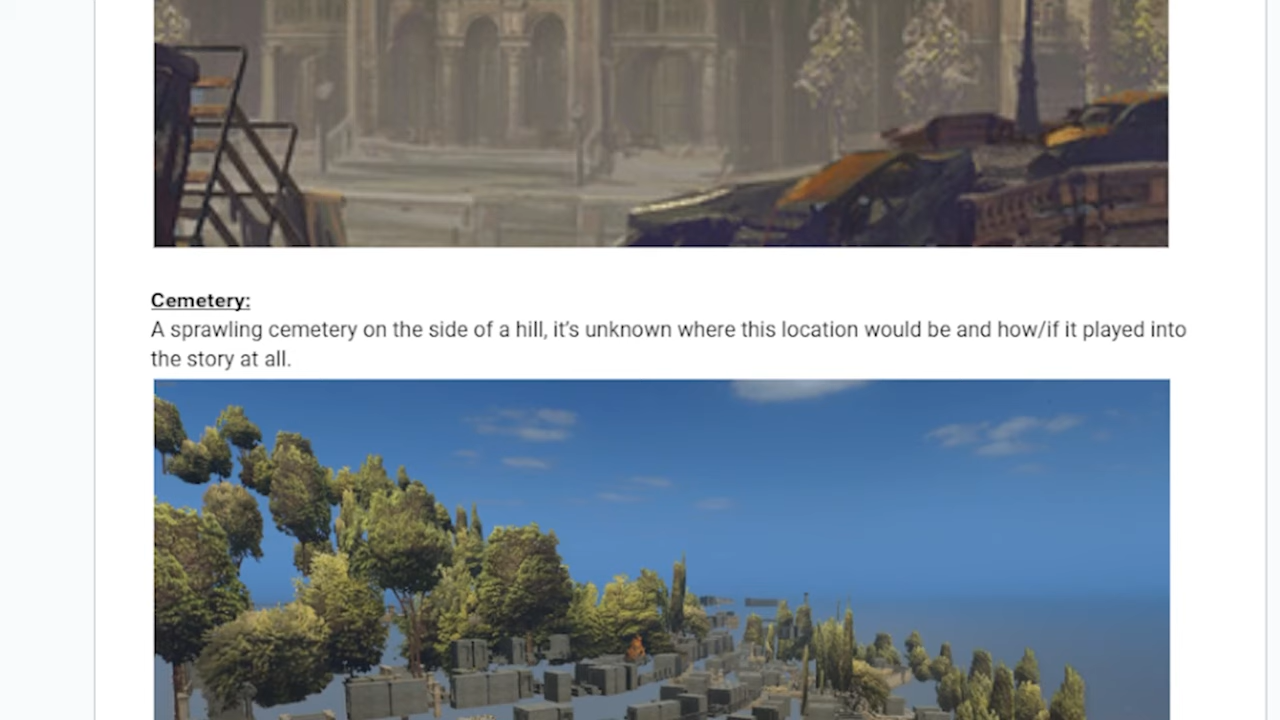 Cemetery:
A sprawling cemetery on the side of a hill, it's unknown where this location would be and how/if it played into
the story at all.